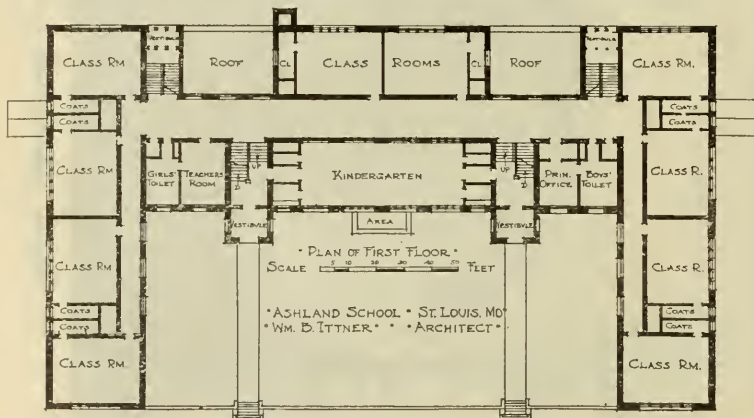 CLASS RM.
VESTIBULE
ROOF
CL.
CLASS ROOMS
CL.
ROOF
VESTIBULE
CLASS RM.
COATS
COATS
COATS
COATS
CLASS RM
GIRLS' TOILET
TEACHERS ROOM
UP
KINDERGARTEN
UP
PRIN. OFFICE
BOYS' TOILET
CLASS R.
VESTIBULE
AREA
VESTIBULE
• PLAN OF FIRST FLOOR •
SCALE 5 10 20 30 40 50 FEET
CLASS RM
CLASS R.
• ASHLAND SCHOOL • ST. LOUIS, MO.
• WM. B. ITTNER • • ARCHITECT •
COATS
COATS
COATS
COATS
CLASS RM.
CLASS RM.